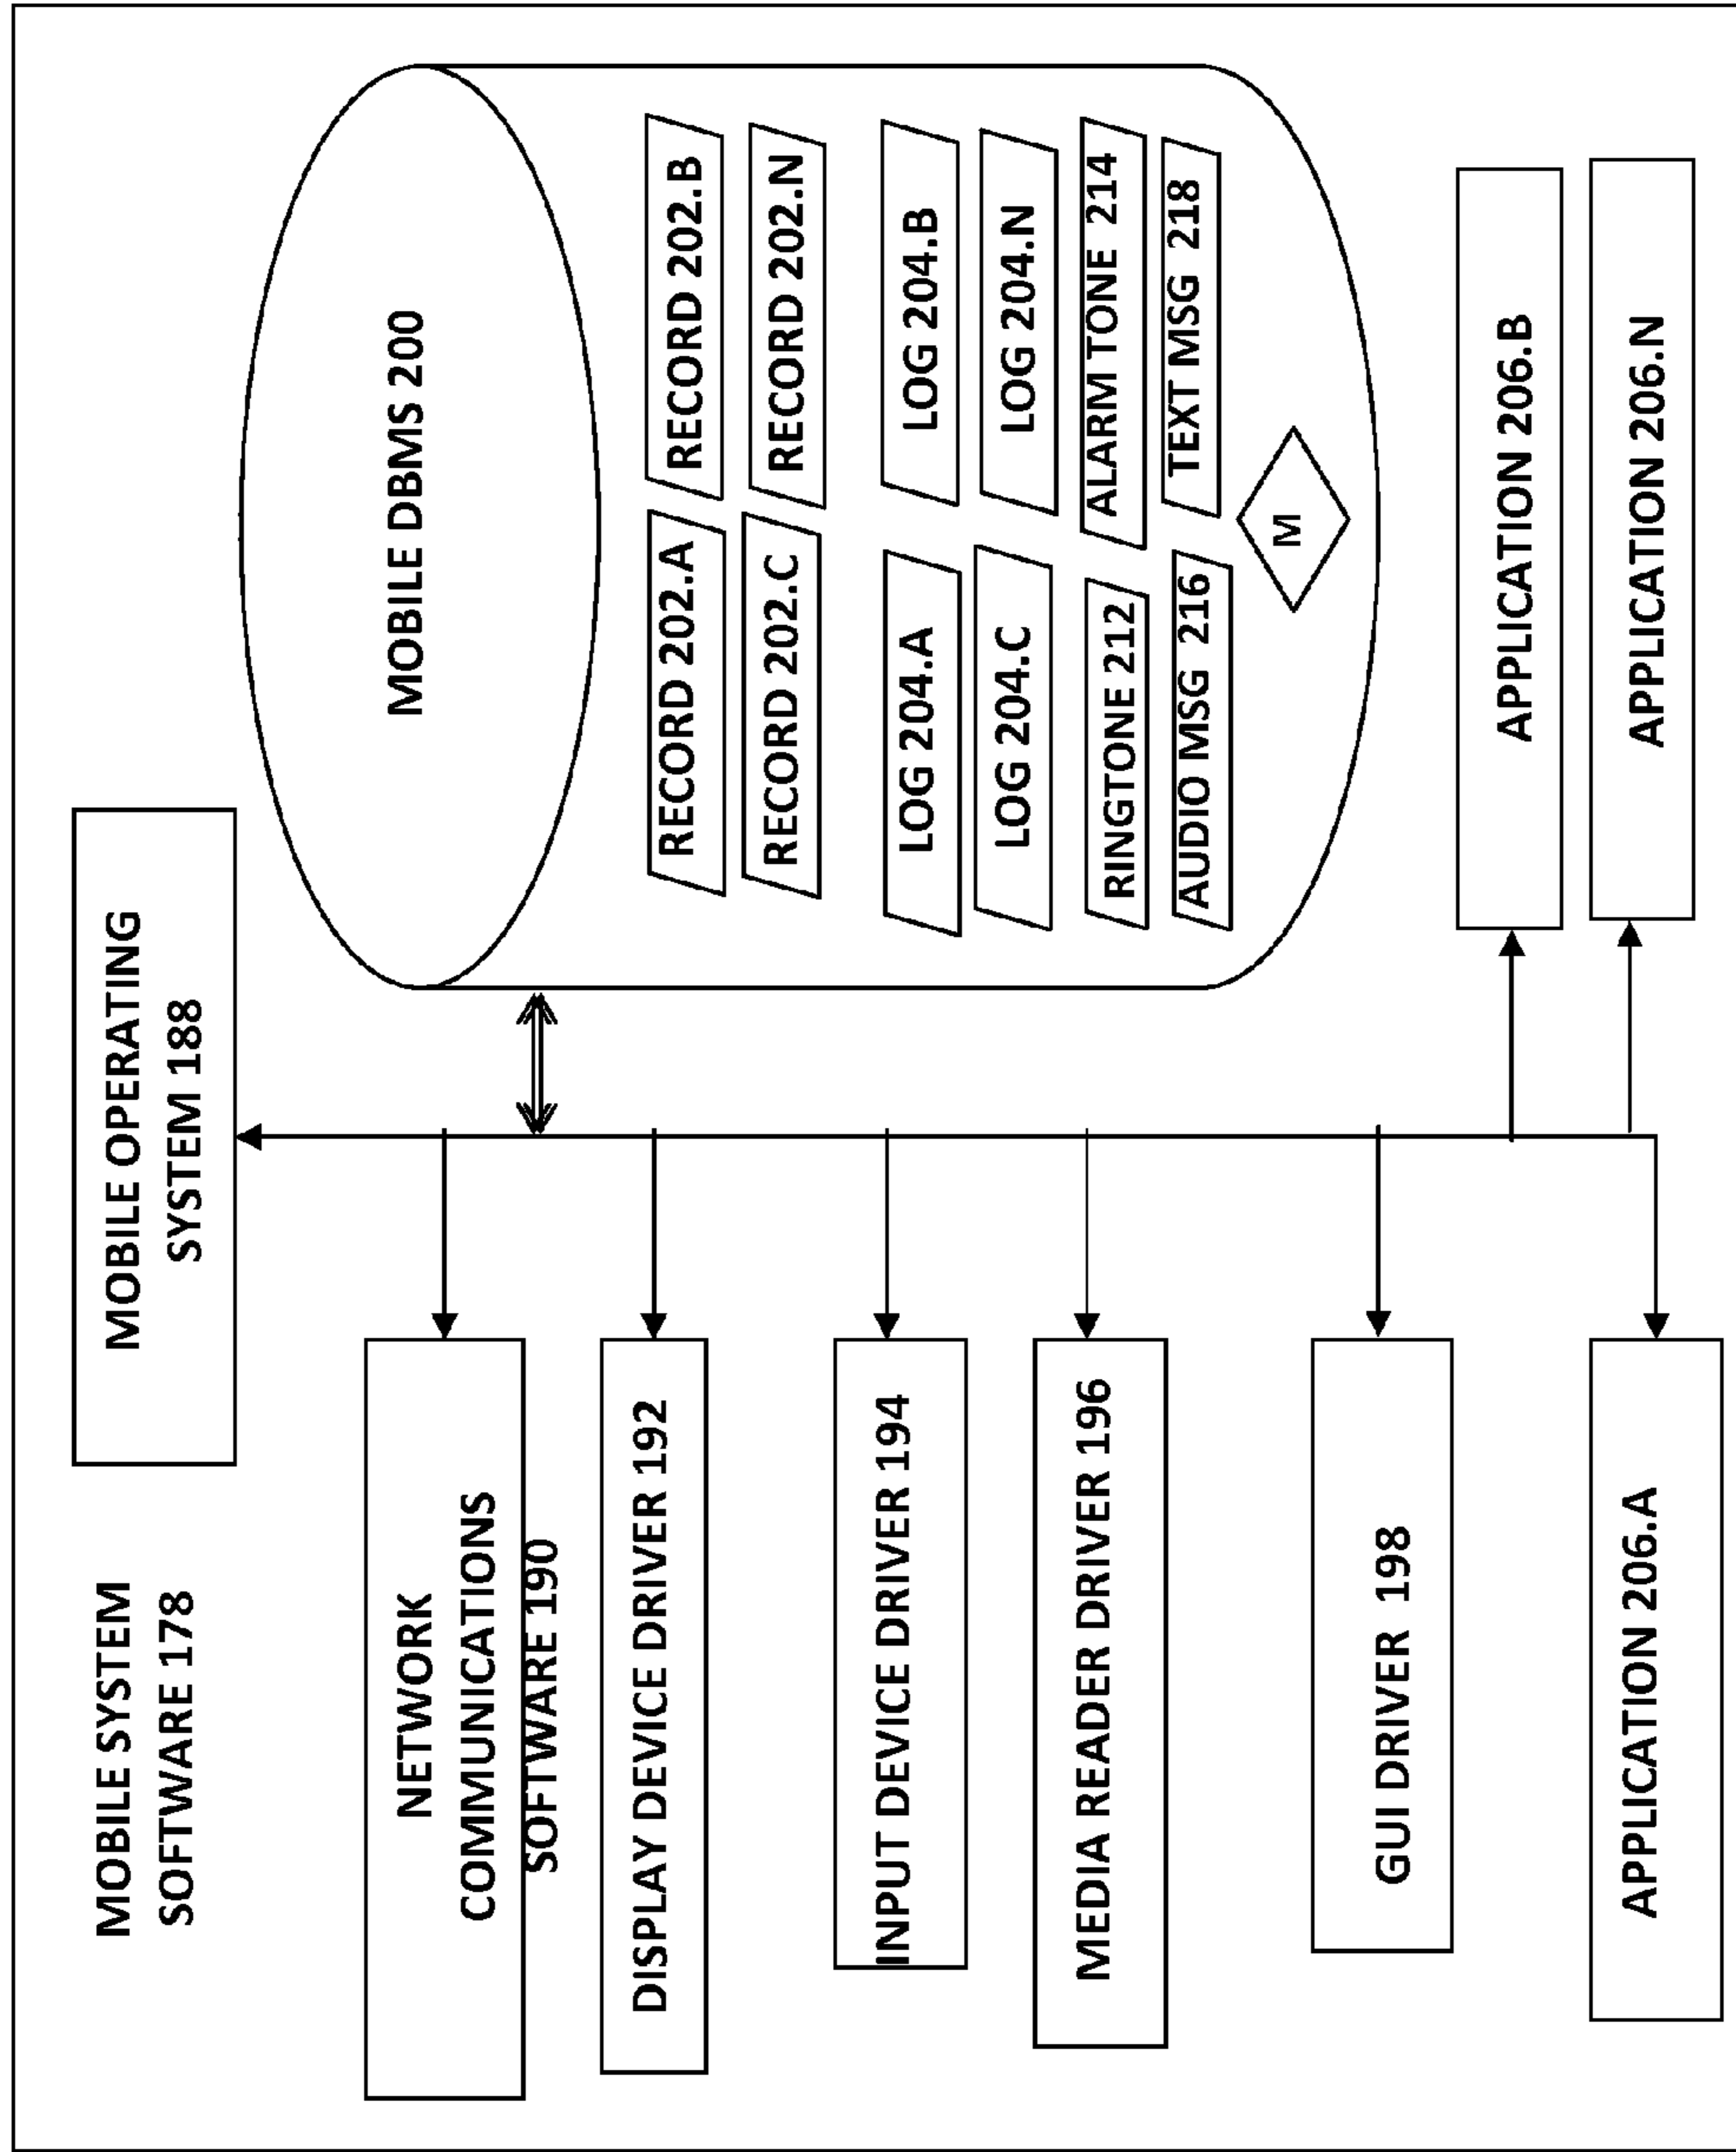 MOBILE SYSTEM
SOFTWARE 178
MOBILE OPERATING
SYSTEM 188
NETWORK
COMMUNICATIONS
SOFTWARE 190
DISPLAY DEVICE DRIVER 192
INPUT DEVICE DRIVER 194
MEDIA READER DRIVER 196
GUI DRIVER 198
APPLICATION 206.A
MOBILE DBMS 200
RECORD 202.A
RECORD 202.B
RECORD 202.C
RECORD 202.N
LOG 204.A
LOG 204.B
LOG 204.C
LOG 204.N
RINGTONE 212
ALARM TONE 214
AUDIO MSG 216
TEXT MSG 218
M
APPLICATION 206.B
APPLICATION 206.N